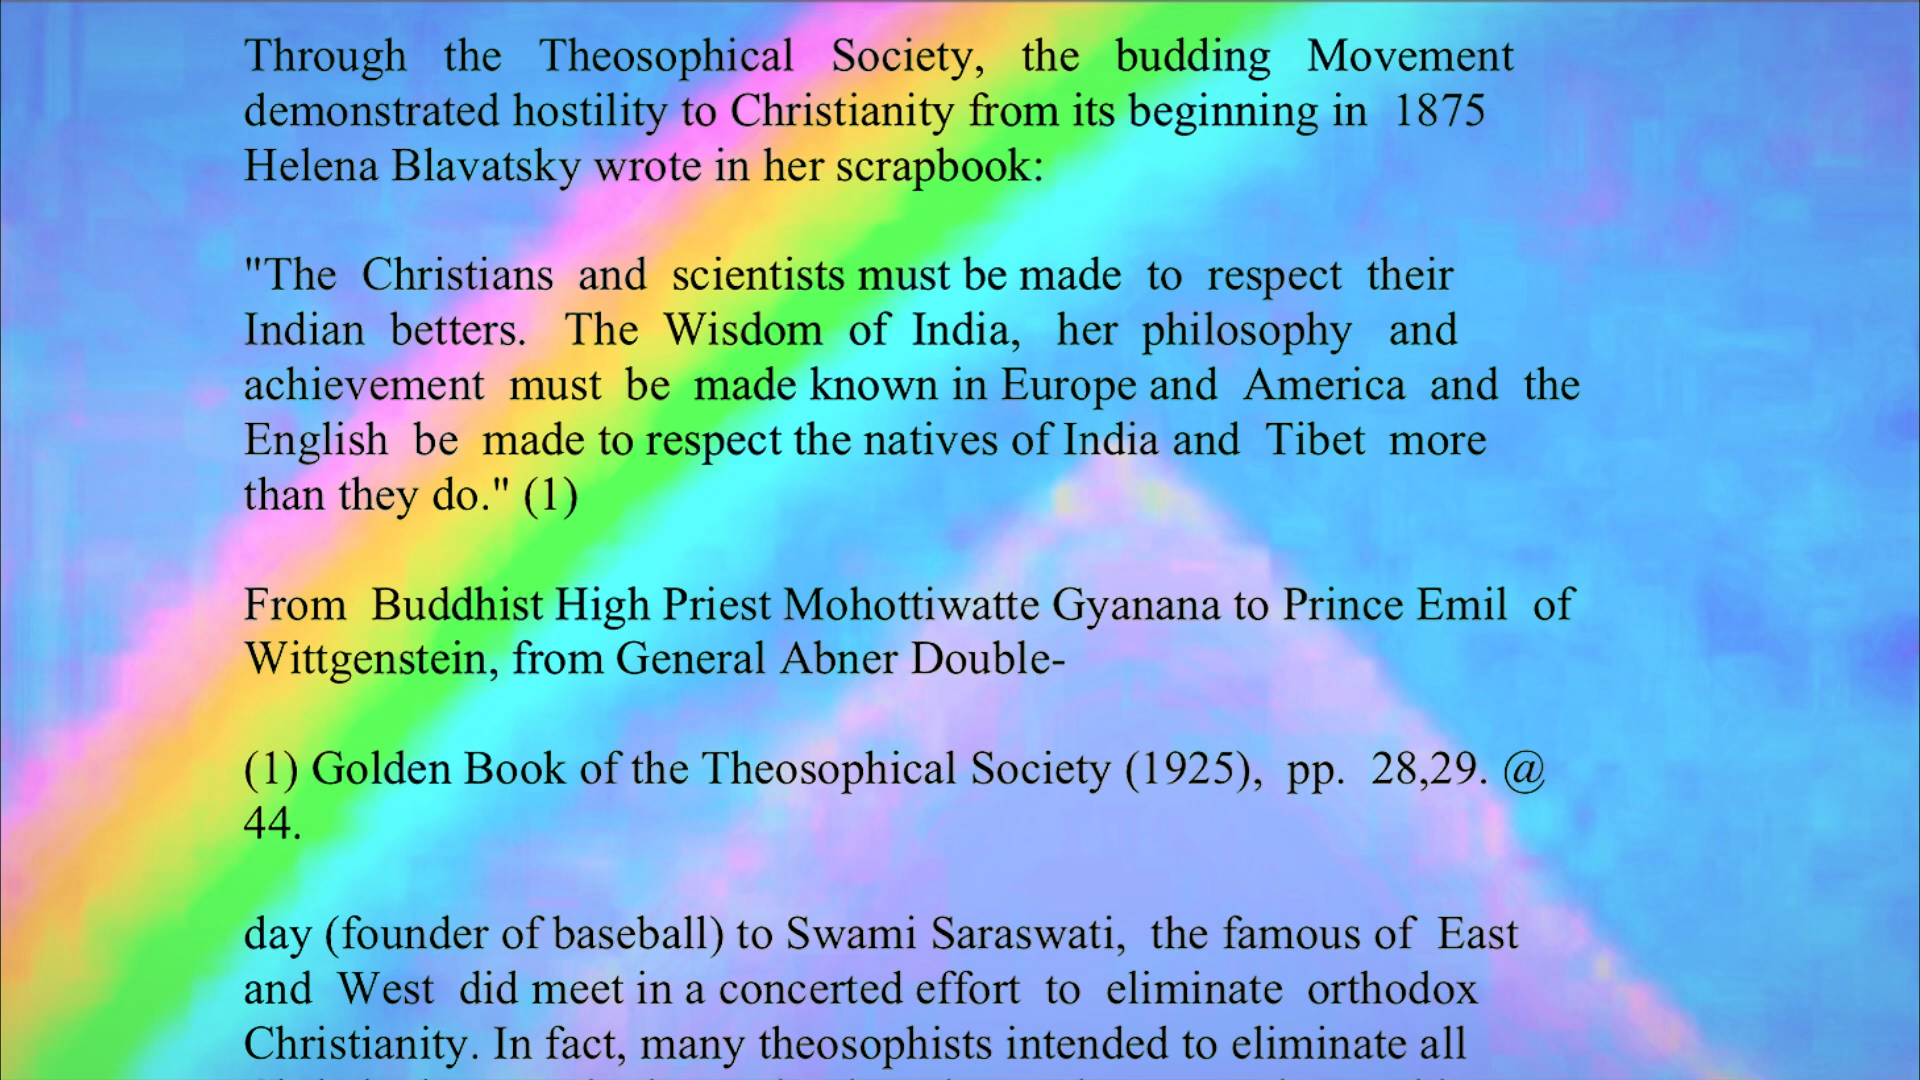 Through the Theosophical Society, the budding Movement
demonstrated hostility to Christianity from its beginning in 1875
Helena Blavatsky wrote in her scrapbook:
"The Christians and scientists must be made to respect their
Indian betters. The Wisdom of India, her philosophy and
achievement must be made known in Europe and America and the
English be made to respect the natives of India and Tibet more
than they do." (1)
From Buddhist High Priest Mohottiwatte Gyanana to Prince Emil of
Wittgenstein, from General Abner Double-
(1) Golden Book of the Theosophical Society (1925), pp. 28,29. @
44.
day (founder of baseball) to Swami Saraswati, the famous of East
and West did meet in a concerted effort to eliminate orthodox
Christianity. In fact, many theosophists intended to eliminate all